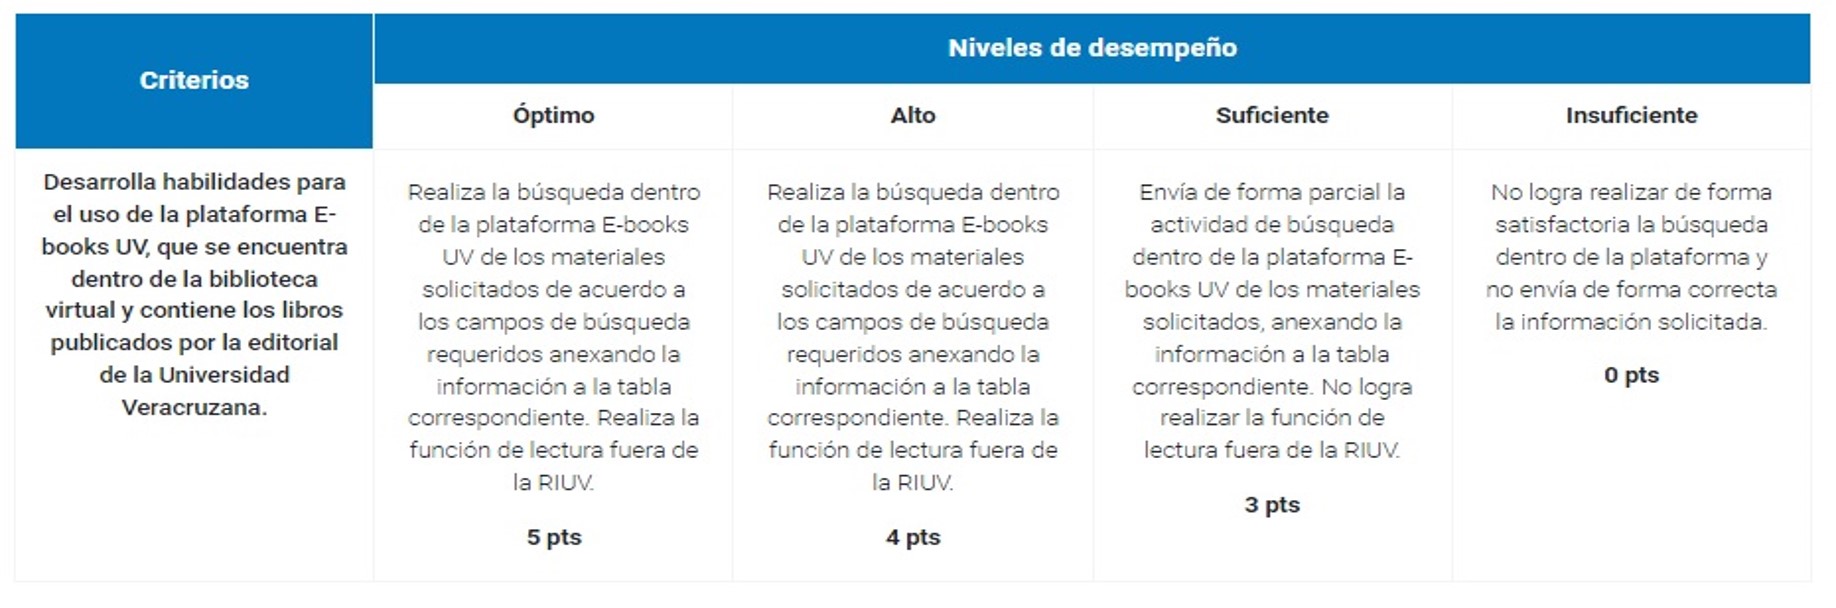 Criterios
Niveles de desempeño
Óptimo
Alto
Suficiente
Insuficiente
Desarrolla habilidades para
el uso de la plataforma E-
books UV, que se encuentra
dentro de la biblioteca
virtual y contiene los libros
publicados por la editorial
de la Universidad
Veracruzana.
Realiza la búsqueda dentro
de la plataforma E-books
UV de los materiales
solicitados de acuerdo a
los campos de búsqueda
requeridos anexando la
información a la tabla
correspondiente. Realiza la
función de lectura fuera de
la RIUV.
5 pts
Realiza la búsqueda dentro
de la plataforma E-books
UV de los materiales
solicitados de acuerdo a
los campos de búsqueda
requeridos anexando la
información a la tabla
correspondiente. Realiza la
función de lectura fuera de
la RIUV.
4 pts
Envía de forma parcial la
actividad de búsqueda
dentro de la plataforma E-
books UV de los materiales
solicitados, anexando la
información a la tabla
correspondiente. No logra
realizar la función de
lectura fuera de la RIUV.
3 pts
No logra realizar de forma
satisfactoria la búsqueda
dentro de la plataforma y
no envía de forma correcta
la información solicitada.
0 pts